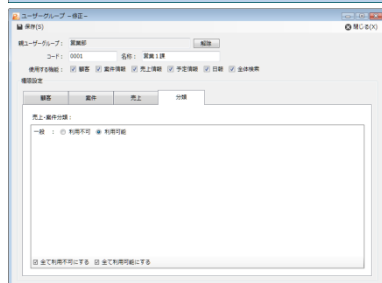 ユーザーグループ －修正－
保存(S) 閉じる(X)
親ユーザーグループ： 営業部 解除
コード： 0001 名称： 営業１課
使用する機能： 顧客 案件情報 売上情報 予定情報 日報 全体検索
権限設定
顧客 案件 売上 分類
売上・案件分類：
一般 ： 利用不可 利用可能
全て利用不可にする 全て利用可能にする